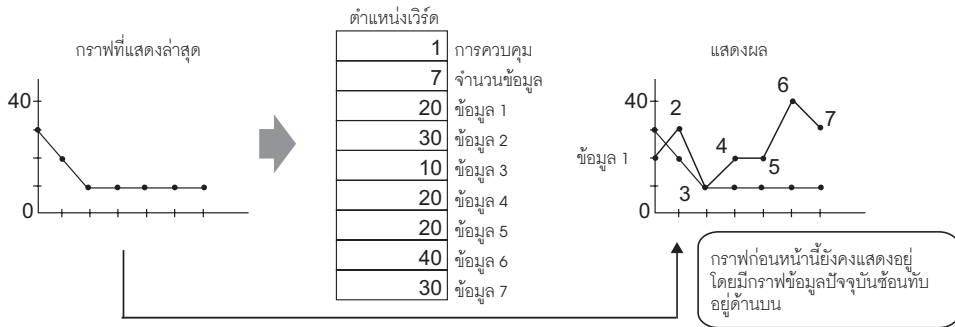 กราฟที่แสดงล่าสุด
40
0
ตำแหน่งเวิร์ด
1 การควบคุม
7 จำนวนข้อมูล
20 ข้อมูล 1
30 ข้อมูล 2
10 ข้อมูล 3
20 ข้อมูล 4
20 ข้อมูล 5
40 ข้อมูล 6
30 ข้อมูล 7
แสดงผล
40
ข้อมูล 1
0
2
3
4
5
6
7
กราฟก่อนหน้านี้ยังคงแสดงอยู่
โดยมีกราฟข้อมูลปัจจุบันซ้อนทับ
อยู่ด้านบน